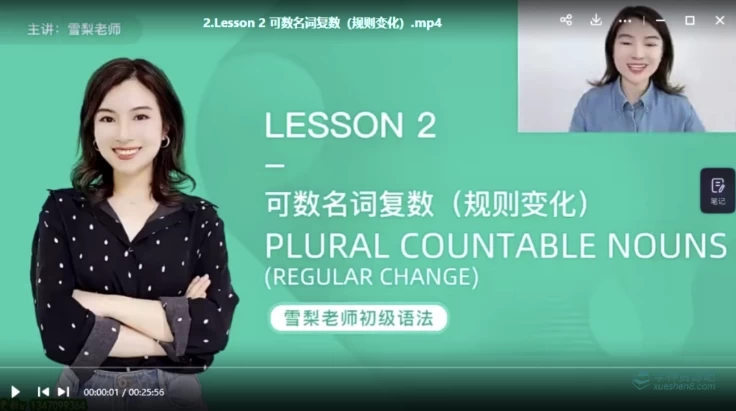 主讲：雪梨老师
2.Lesson 2 可数名词复数（规则变化）.mp4
LESSON 2
可数名词复数（规则变化）
PLURAL COUNTABLE NOUNS
(REGULAR CHANGE)
雪梨老师初级语法
笔记
00:00:01 / 00:25:56